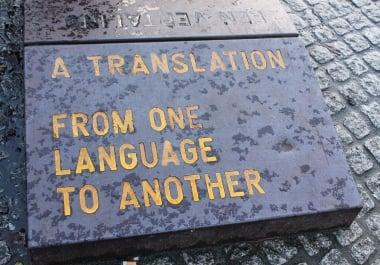 A TRANSLATION
FROM ONE
LANGUAGE
TO ANOTHER